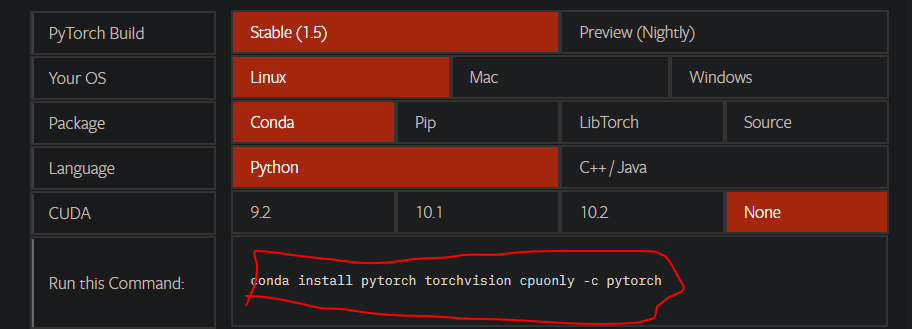 PyTorch Build Stable (1.5) Preview (Nightly)
Your OS Linux Mac Windows
Package Conda Pip LibTorch Source
Language Python C++ / Java
CUDA 9.2 10.1 10.2 None
Run this Command: conda install pytorch torchvision cpuonly -c pytorch